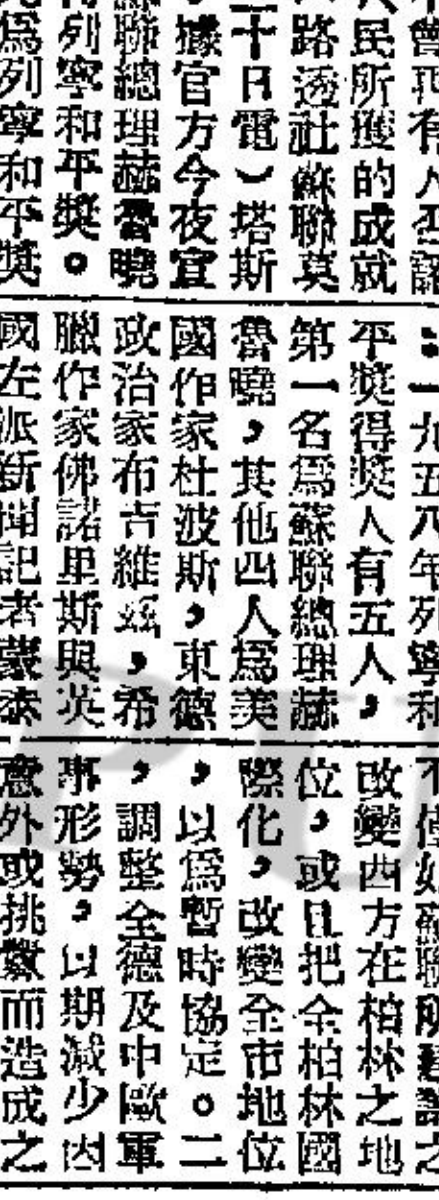 曾再有人否認
人民所獲的成就
路透社蘇聯莫
二十日電）塔斯
，據官方今夜宣
蘇聯總理赫魯曉
列寧和平獎。
爲列寧和平獎
：一九五八年列寧和
平獎得獎人有五人，
第一名爲蘇聯總理赫
魯曉，其他四人爲美
國作家杜波斯，東德
政治家布吉維茲，希
臘作家佛諾里斯與英
國左派新聞記者蒙泰
不僅如蘇聯所建議之
改變西方在柏林之地
位，或且把全柏林國
際化，改變全市地位
，以爲暫時協定。二
，調整全德及中歐軍
事形勢，以期減少因
意外或挑釁而造成之
PU